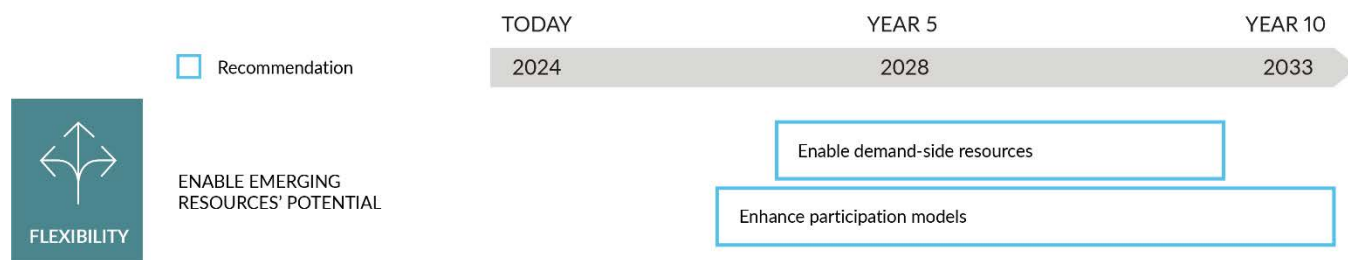 TODAY YEAR 5 YEAR 10
Recommendation 2024 2028 2033
Enable demand-side resources
ENABLE EMERGING
RESOURCES' POTENTIAL
Enhance participation models
FLEXIBILITY